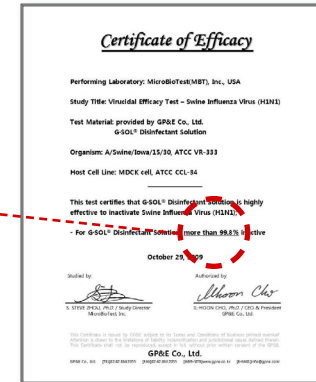 Certificate of Efficacy
Performing Laboratory: MicroBioTest(MBT), Inc., USA
Study Title: Virucidal Efficacy Test – Swine Influenza Virus (H1N1)
Test Material: provided by GP&E Co., Ltd.
G-SOL® Disinfectant Solution
Organism: A/Swine/Iowa/15/30, ATCC VR-333
Host Cell Line: MDCK cell, ATCC CCL-34
This test certifies that G-SOL® Disinfectant Solution is highly
effective to inactivate Swine Influenza Virus (H1N1),
- For G-SOL® Disinfectant Solution, more than 99.8% inactive
October 29, 2009
Studied by:
Authorized by:
S. STEVE ZHOU, Ph.D. / Study Director
MicroBioTest, Inc.
D. HOON CHO, Ph.D. / CEO & President
GP&E Co., Ltd.
GP&E Co., Ltd.